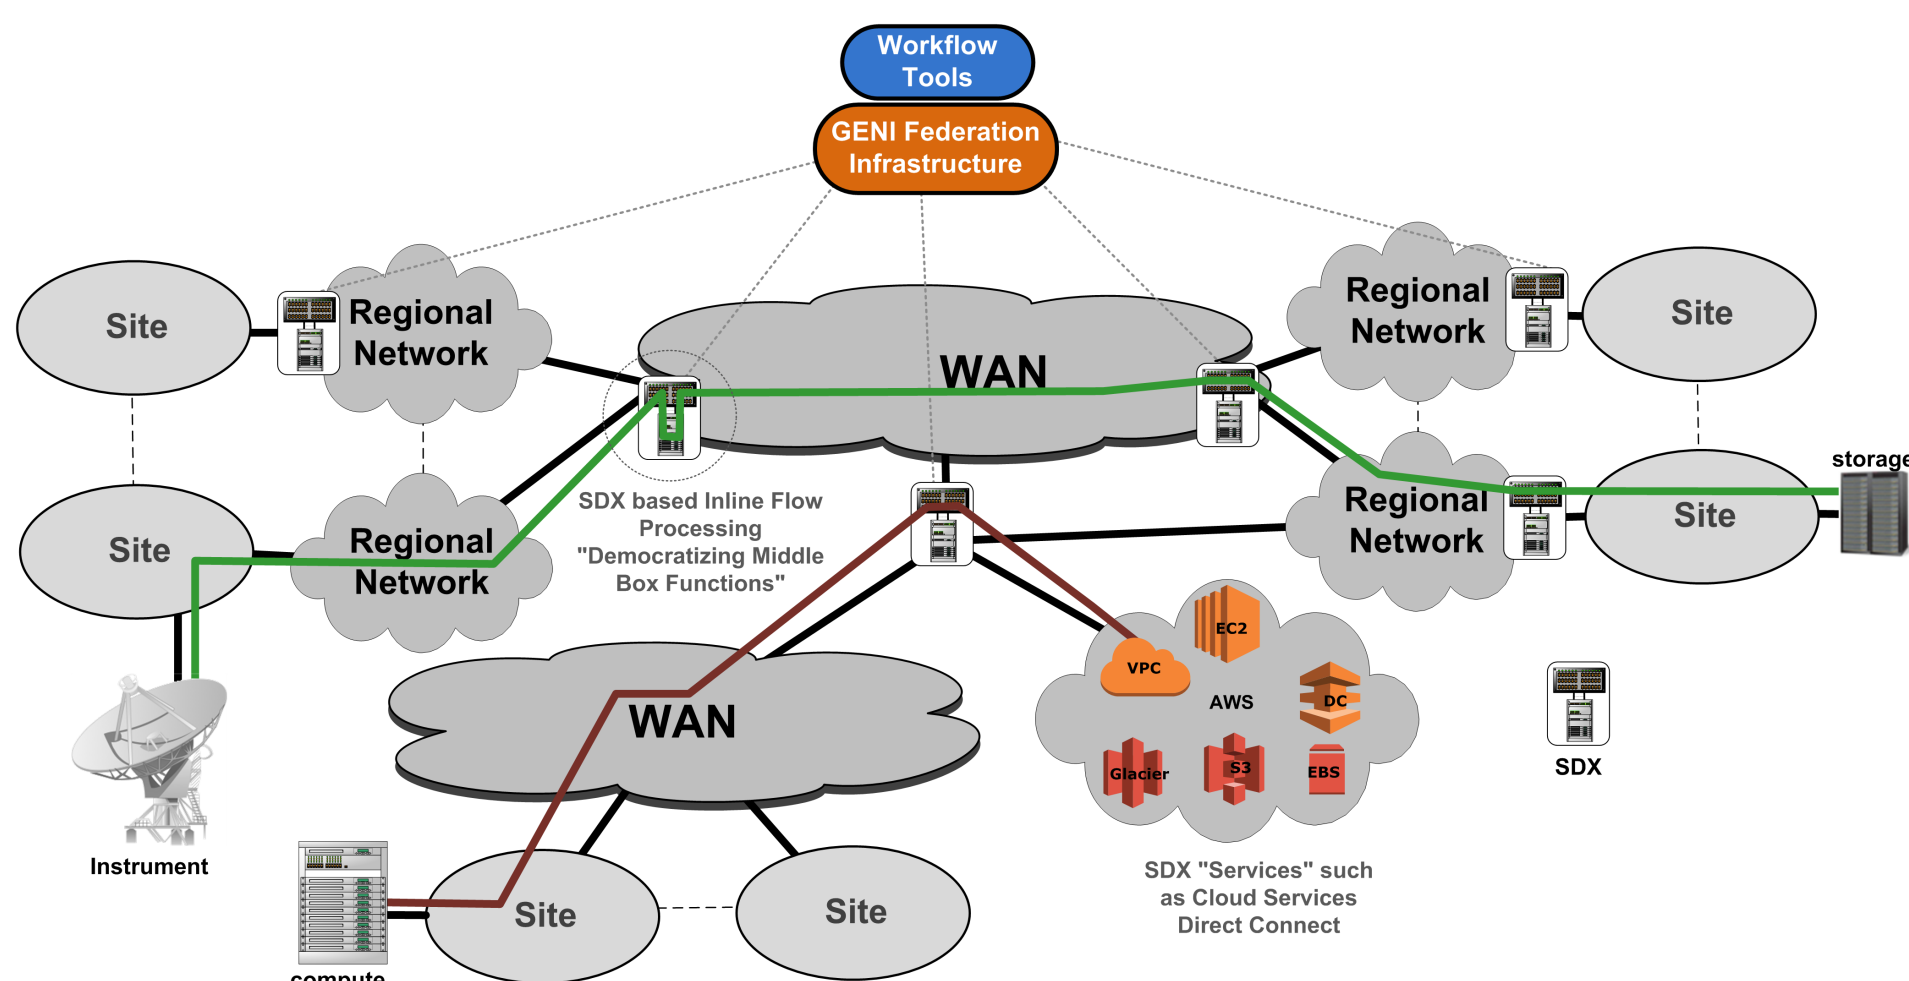 Workflow
Tools
GENI Federation
Infrastructure
Site
Regional
Network
WAN
Regional
Network
Site
storage
Site
Regional
Network
SDX based Inline Flow
Processing
"Democratizing Middle
Box Functions"
Regional
Network
Site
EC2
VPC
AWS
DC
Glacier
S3
EBS
SDX
WAN
Instrument
SDX "Services" such
as Cloud Services
Direct Connect
Site
Site
compute